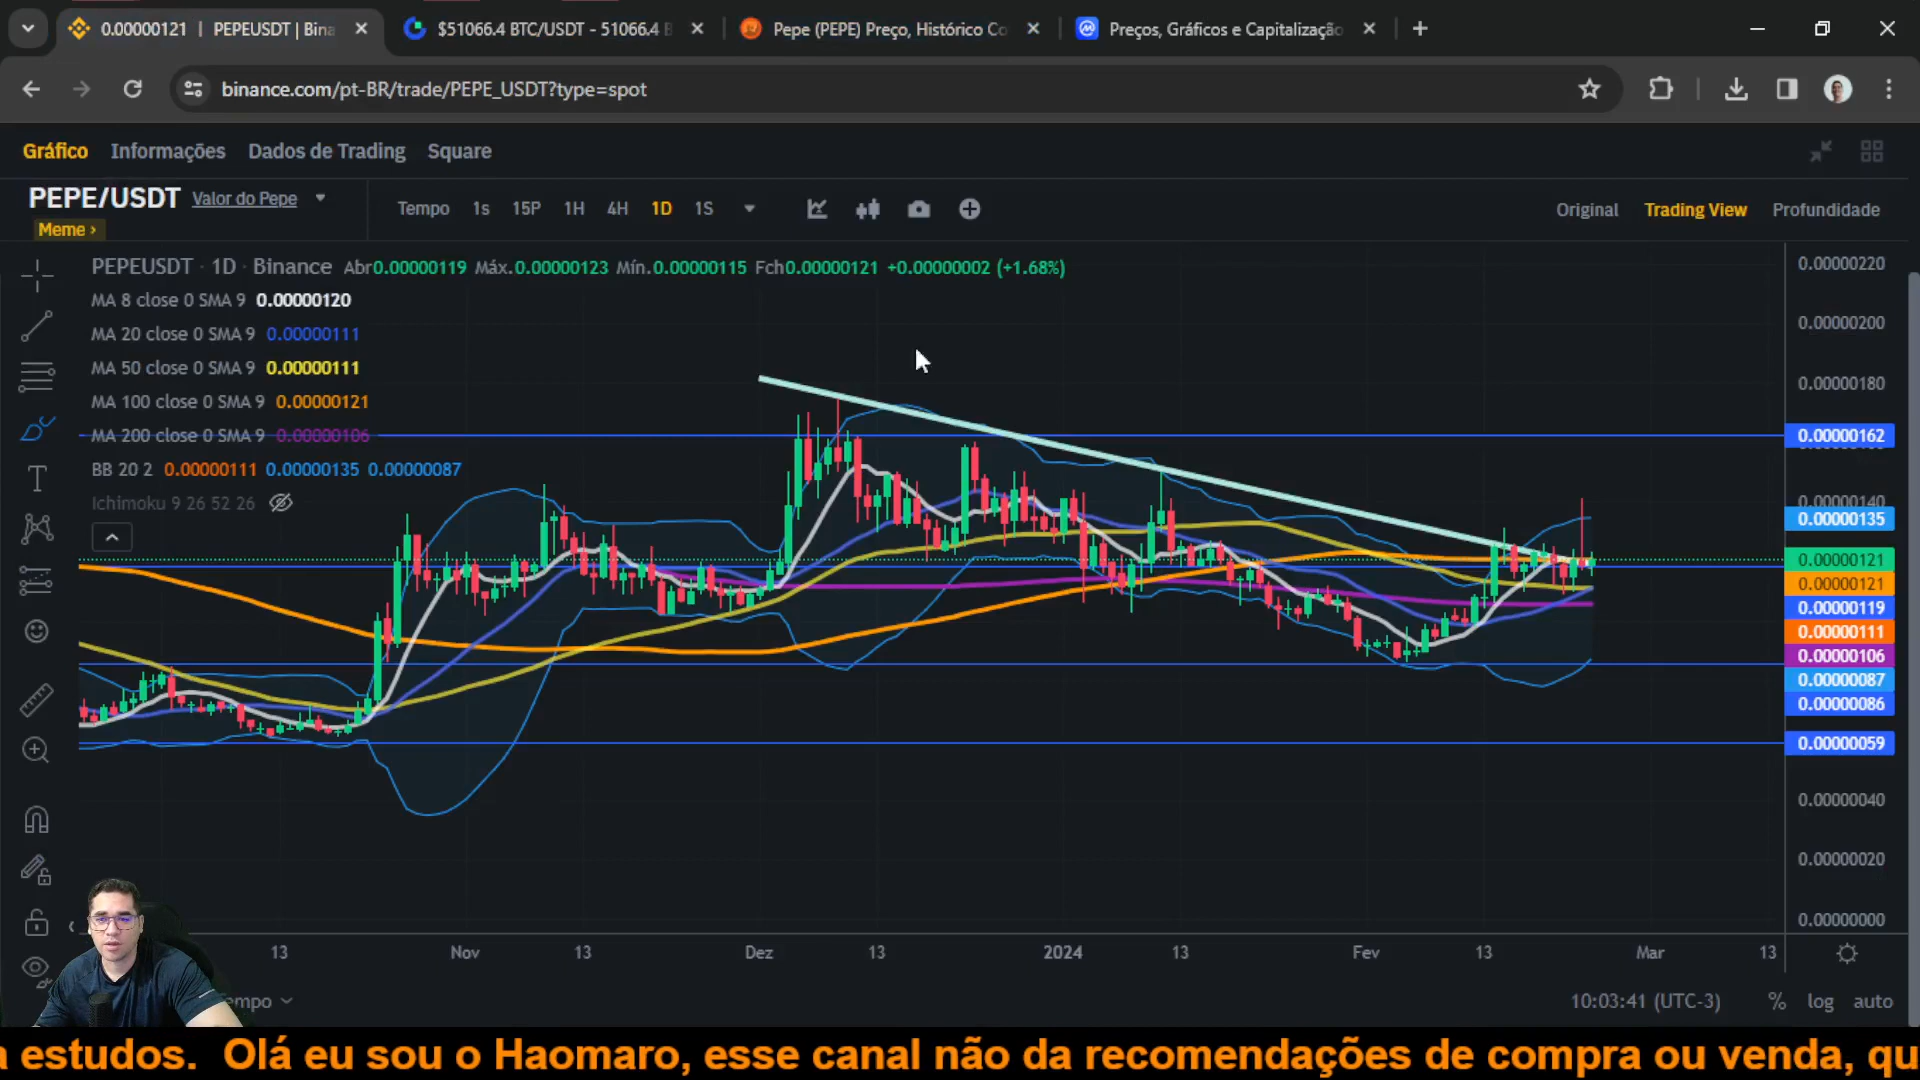 0.00000121 | PEPEUSDT | Bina
$51066.4 BTC/USDT - 51066.4 B
Pepe (PEPE) Preço, Histórico Co
Preços, Gráficos e Capitalização
binance.com/pt-BR/trade/PEPE_USDT?type=spot
Gráfico Informações Dados de Trading Square
PEPE/USDT Valor do Pepe
Meme ›
Tempo 1s 15P 1H 4H 1D 1S
Original Trading View Profundidade
PEPEUSDT · 1D · Binance Abr0.00000119 Máx.0.00000123 Mín.0.00000115 Fch0.00000121 +0.00000002 (+1.68%)
MA 8 close 0 SMA 9 0.00000120
MA 20 close 0 SMA 9 0.00000111
MA 50 close 0 SMA 9 0.00000111
MA 100 close 0 SMA 9 0.00000121
MA 200 close 0 SMA 9 0.00000106
BB 20 2 0.00000111 0.00000135 0.00000087
Ichimoku 9 26 52 26
0.00000220
0.00000200
0.00000180
0.00000162
0.00000140
0.00000135
0.00000121
0.00000121
0.00000119
0.00000111
0.00000106
0.00000087
0.00000086
0.00000059
0.00000040
0.00000020
0.00000000
13 Nov 13 Dez 13 2024 13 Fev 13 Mar 13
empo
10:03:41 (UTC-3) % log auto
a estudos. Olá eu sou o Haomaro, esse canal não da recomendações de compra ou venda, qu